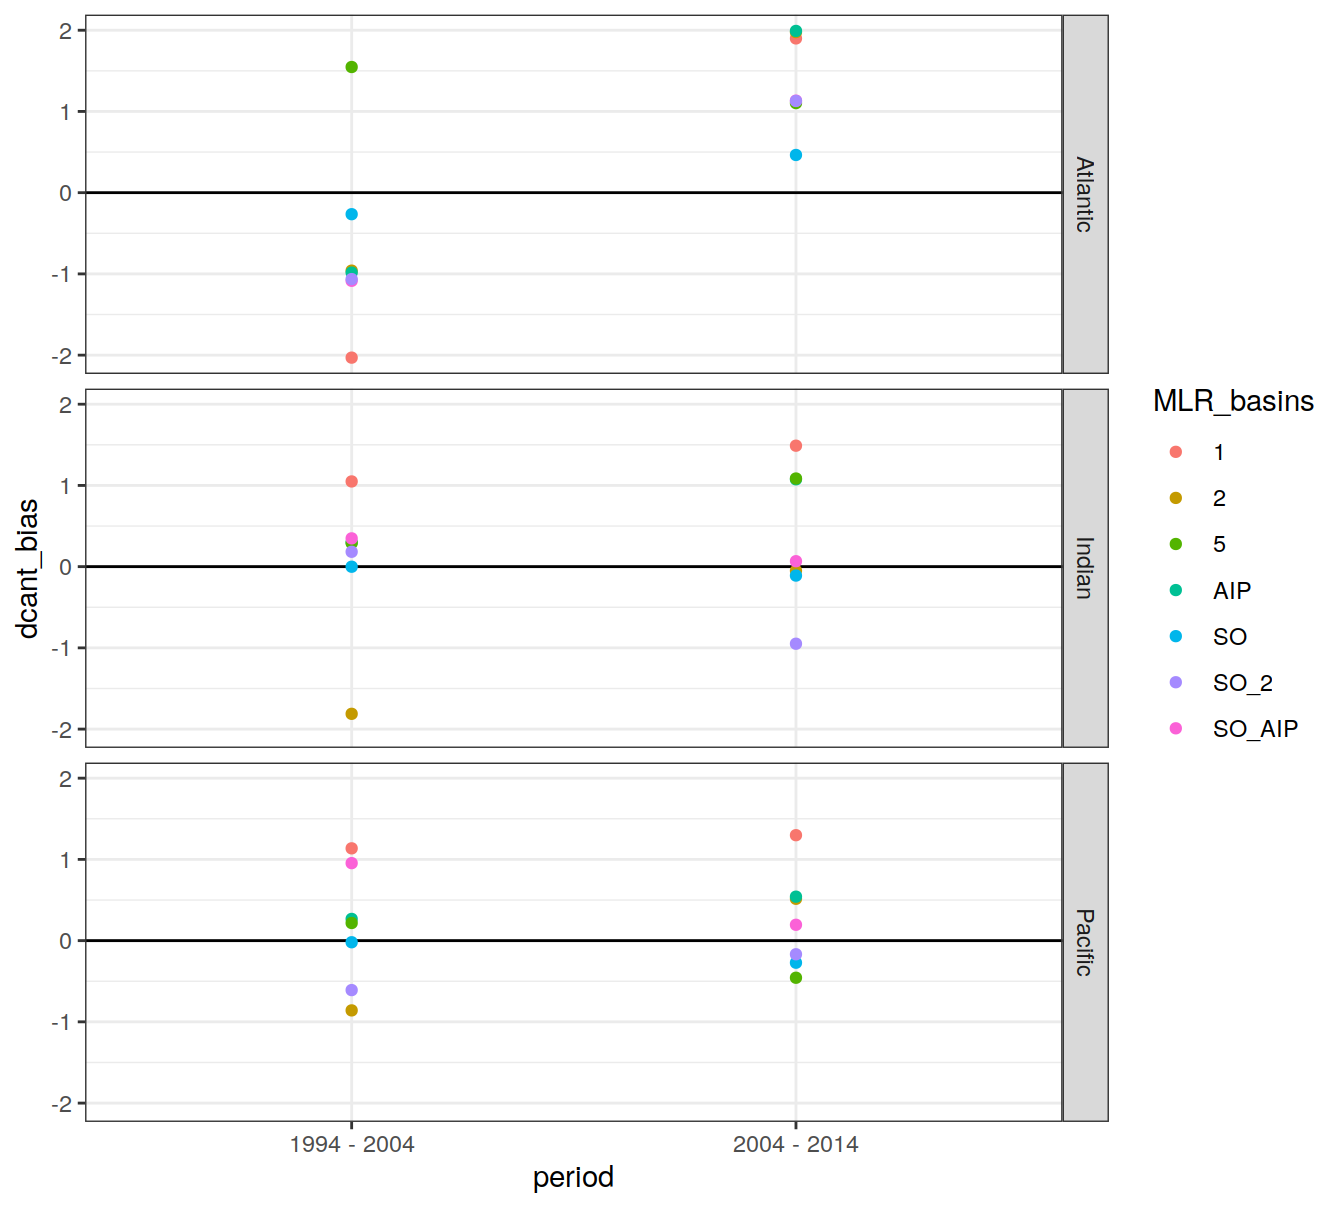 2
1
0
-1
-2
Atlantic
2
1
0
-1
-2
Indian
2
1
0
-1
-2
Pacific
dcant_bias
1994 - 2004
2004 - 2014
period
MLR_basins
1
2
5
AIP
SO
SO_2
SO_AIP